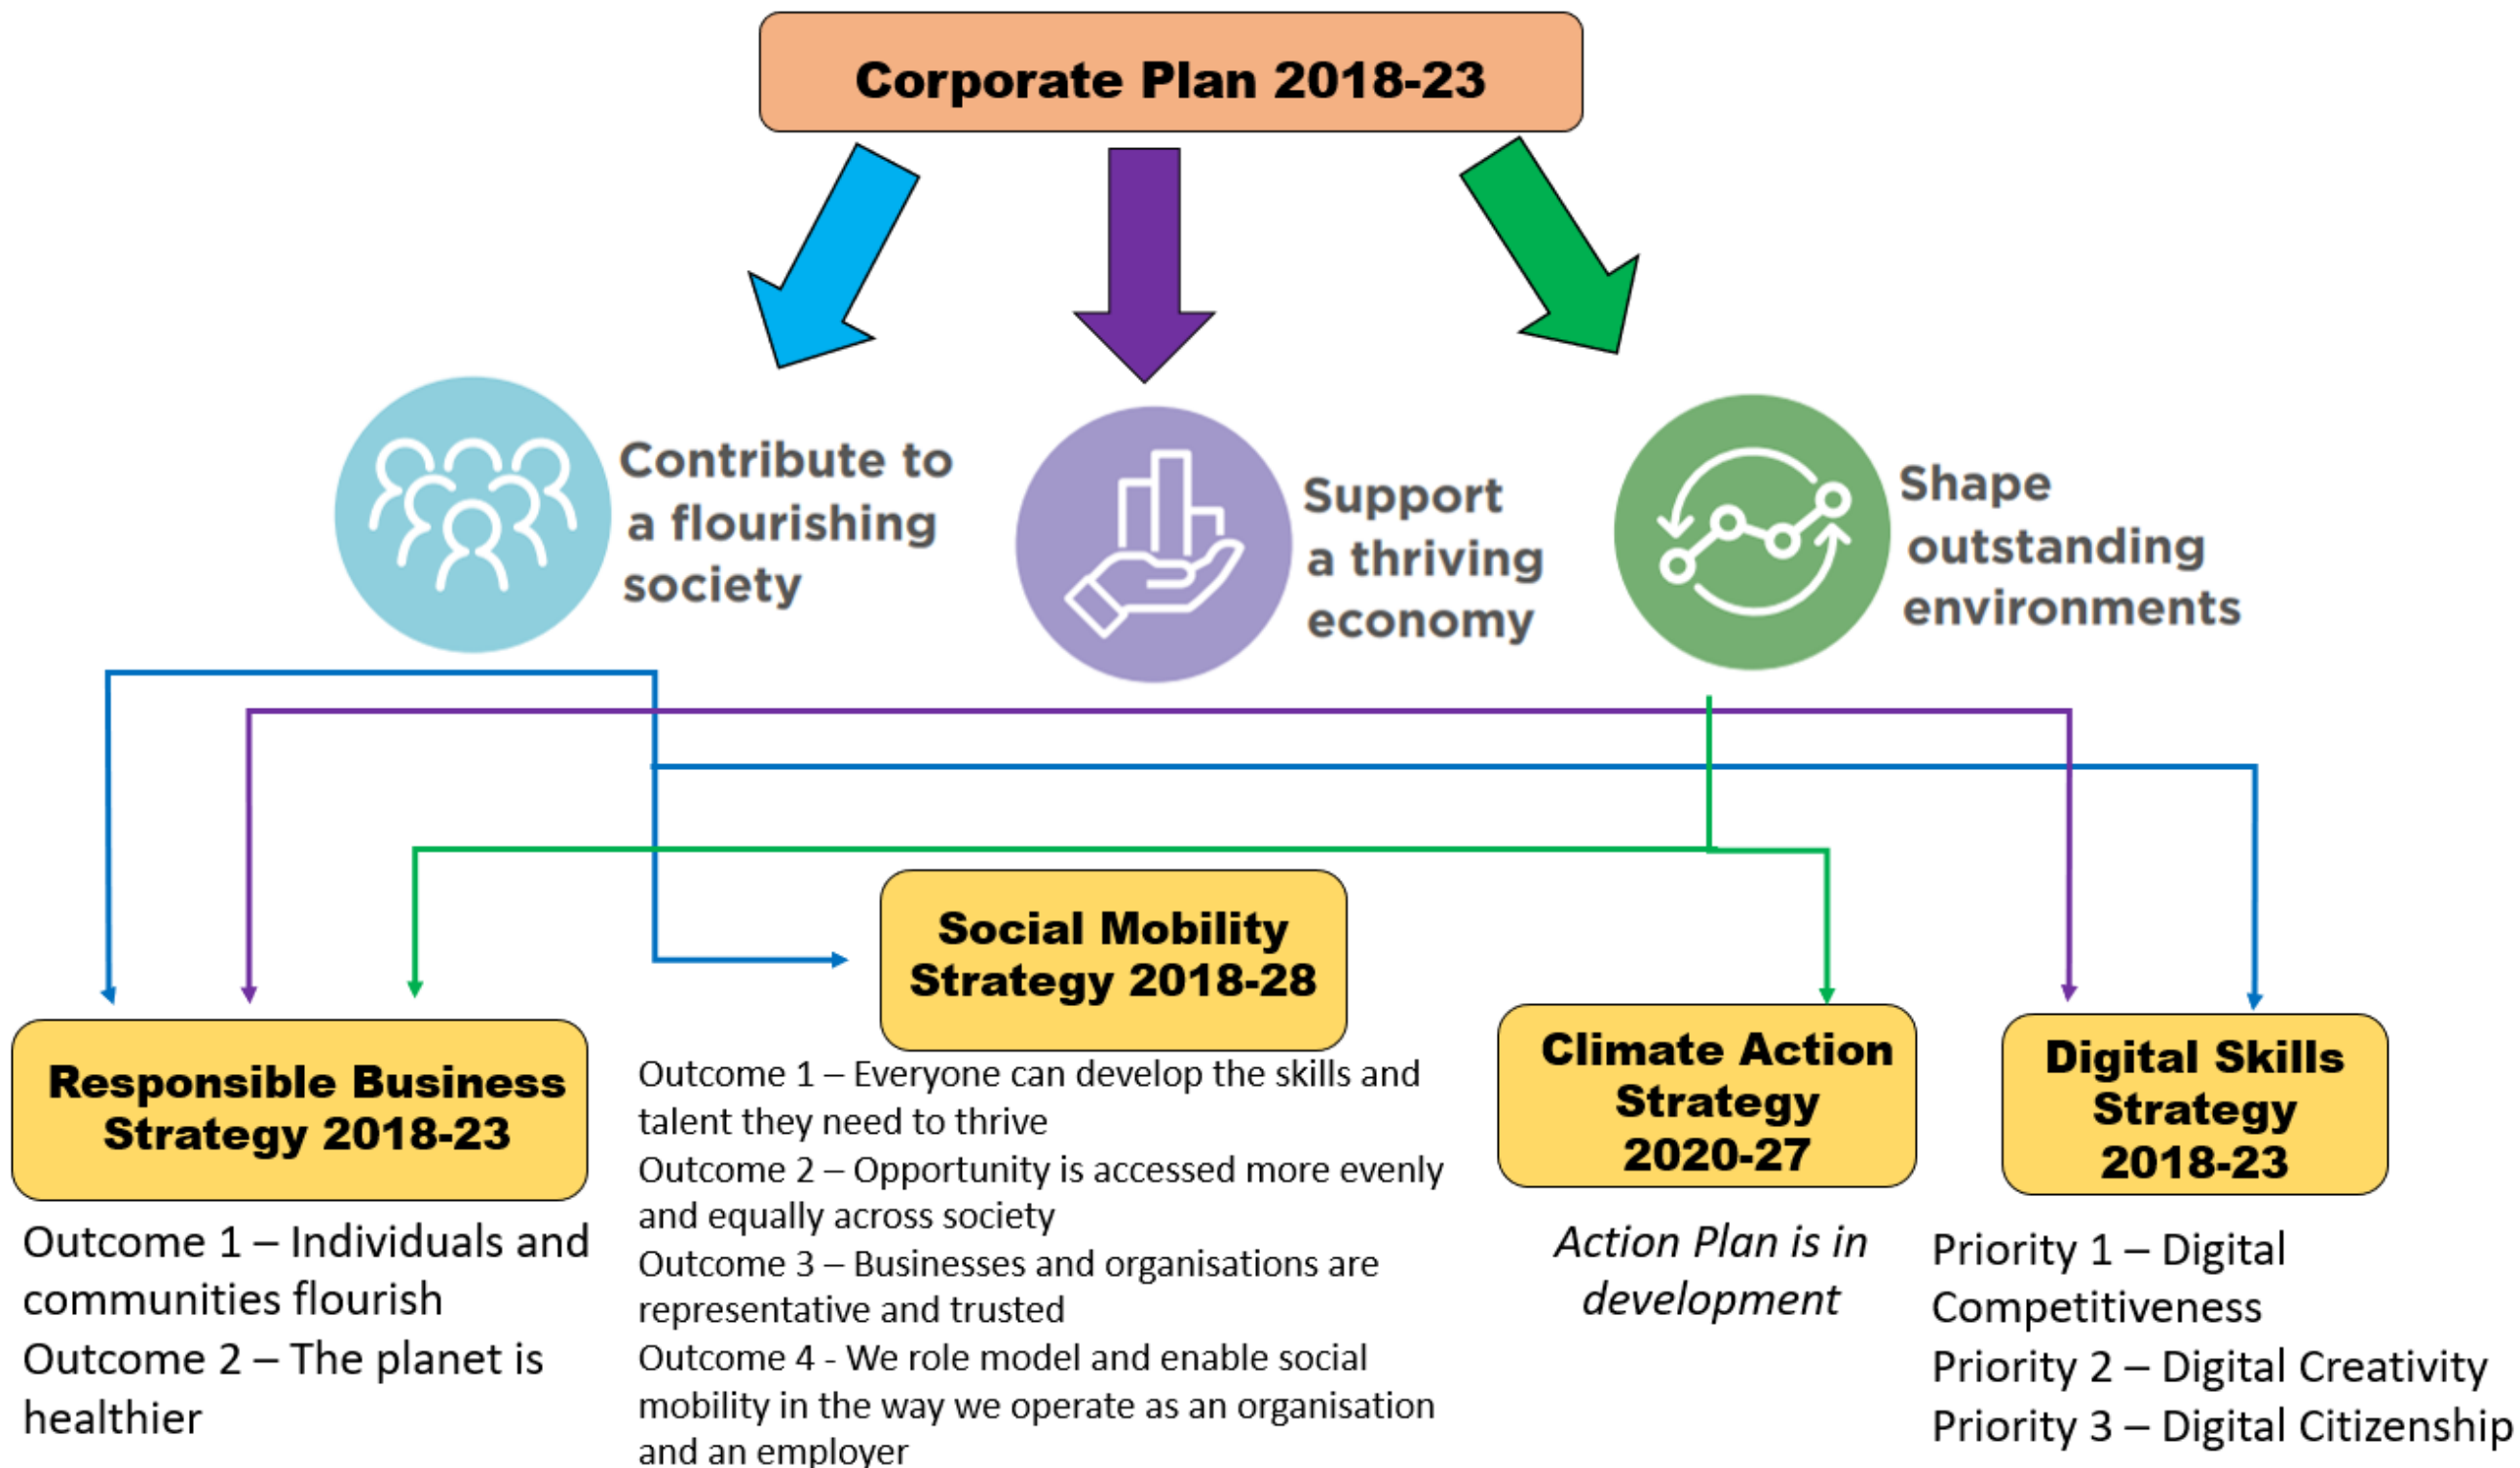 Corporate Plan 2018-23
Contribute to
a flourishing
society
Support
a thriving
economy
Shape
outstanding
environments
Responsible Business
Strategy 2018-23
Outcome 1 – Individuals and
communities flourish
Outcome 2 – The planet is
healthier
Social Mobility
Strategy 2018-28
Outcome 1 – Everyone can develop the skills and
talent they need to thrive
Outcome 2 – Opportunity is accessed more evenly
and equally across society
Outcome 3 – Businesses and organisations are
representative and trusted
Outcome 4 - We role model and enable social
mobility in the way we operate as an organisation
and an employer
Climate Action
Strategy
2020-27
Action Plan is in
development
Digital Skills
Strategy
2018-23
Priority 1 – Digital
Competitiveness
Priority 2 – Digital Creativity
Priority 3 – Digital Citizenship